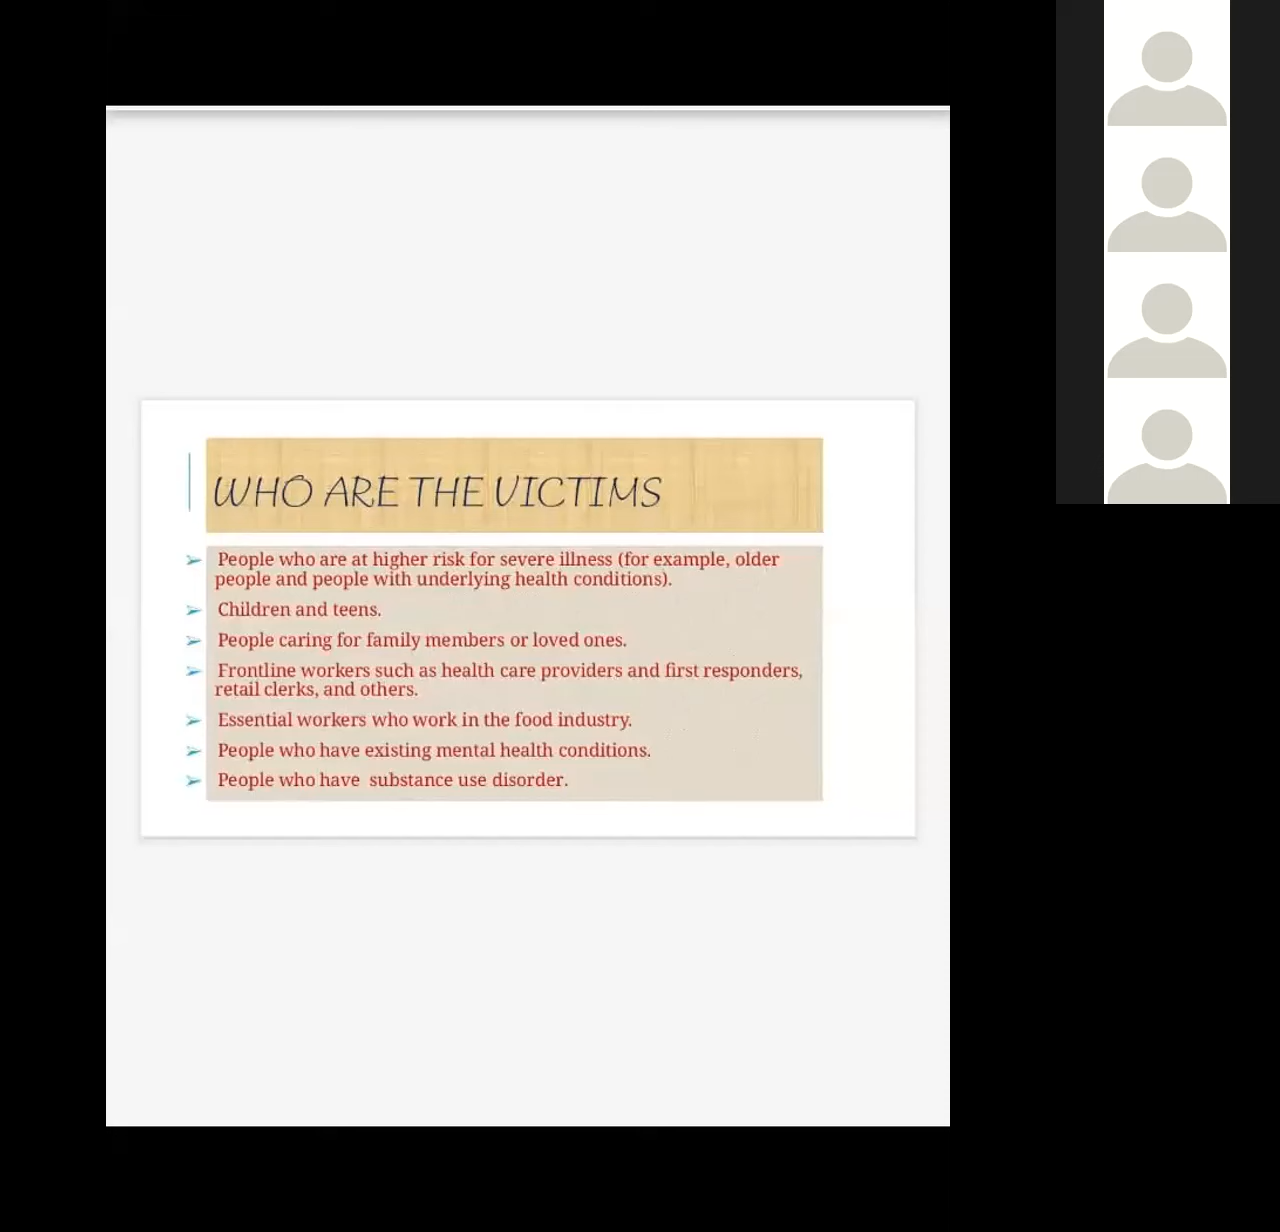 WHO ARE THE VICTIMS
➢ People who are at higher risk for severe illness (for example, older
people and people with underlying health conditions).
➢ Children and teens.
➢ People caring for family members or loved ones.
➢ Frontline workers such as health care providers and first responders,
retail clerks, and others.
➢ Essential workers who work in the food industry.
➢ People who have existing mental health conditions.
➢ People who have  substance use disorder.